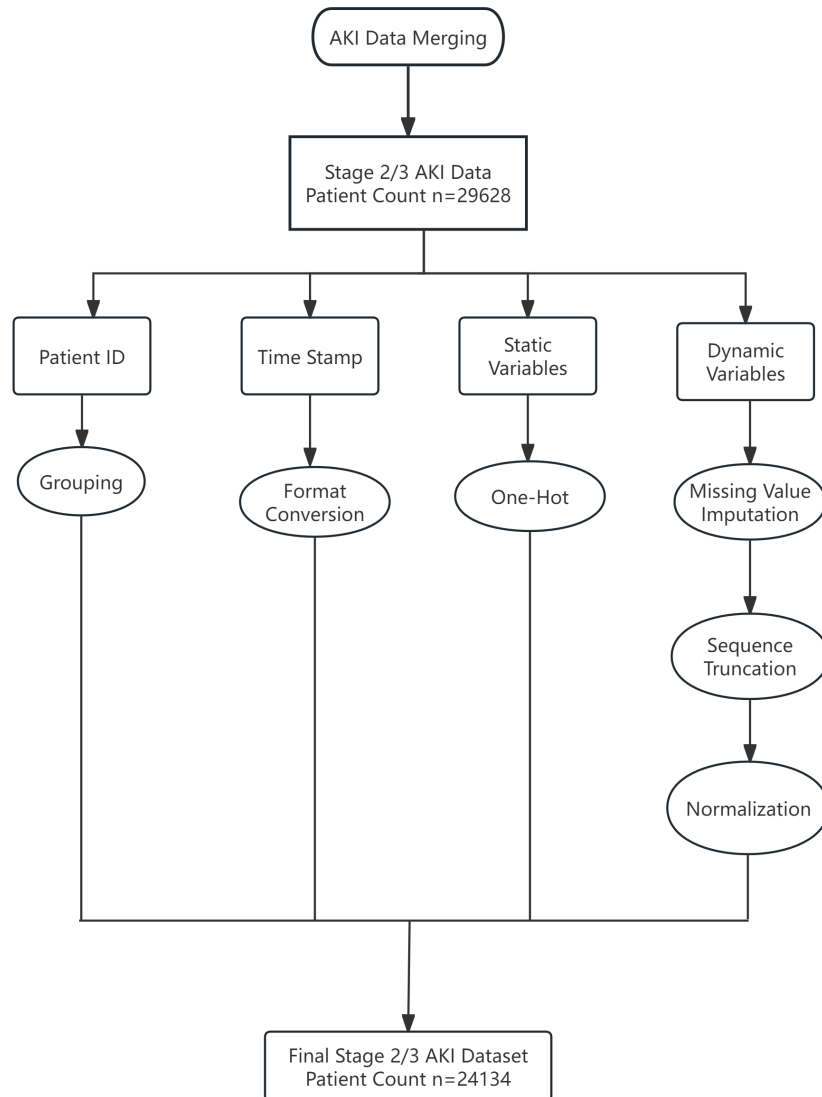 AKI Data Merging
Stage 2/3 AKI Data
Patient Count n=29628
Patient ID
Time Stamp
Static
Variables
Dynamic
Variables
Grouping
Format
Conversion
One-Hot
Missing Value
Imputation
Sequence
Truncation
Normalization
Final Stage 2/3 AKI Dataset
Patient Count n=24134